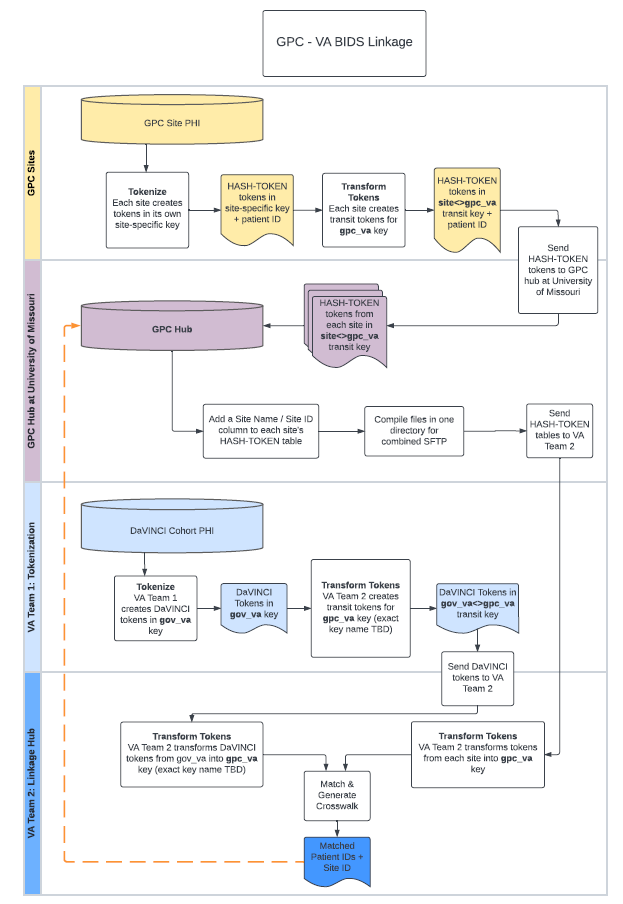 GPC - VA BIDS Linkage
GPC Sites
GPC Site PHI
Tokenize
Each site creates
tokens in its own
site-specific key
HASH-TOKEN
tokens in
site-specific key
+ patient ID
Transform
Tokens
Each site creates
transit tokens for
gpc_va key
HASH-TOKEN
tokens in
site<>gpc_va
transit key +
patient ID
Send
HASH-TOKEN
tokens to GPC
hub at University
of Missouri
GPC Hub at University of Missouri
GPC Hub
HASH-TOKEN
tokens from
each site in
site<>gpc_va
transit key
Add a Site Name / Site ID
column to each site's
HASH-TOKEN table
Compile files in one
directory for
combined SFTP
Send
HASH-TOKEN
tables to VA
Team 2
VA Team 1: Tokenization
DaVINCI Cohort PHI
Tokenize
VA Team 1
creates DaVINCI
tokens in gov_va
key
DaVINCI
Tokens in
gov_va key
Transform Tokens
VA Team 2 creates
transit tokens for
gpc_va key (exact
key name TBD)
DaVINCI Tokens in
gov_va<>gpc_va
transit key
Send DaVINCI
tokens to VA
Team 2
VA Team 2: Linkage Hub
Transform Tokens
VA Team 2 transforms DaVINCI
tokens from gov_va into gpc_va
key (exact key name TBD)
Transform Tokens
VA Team 2 transforms tokens
from each site into gpc_va
key
Match &
Generate
Crosswalk
Matched
Patient IDs +
Site ID